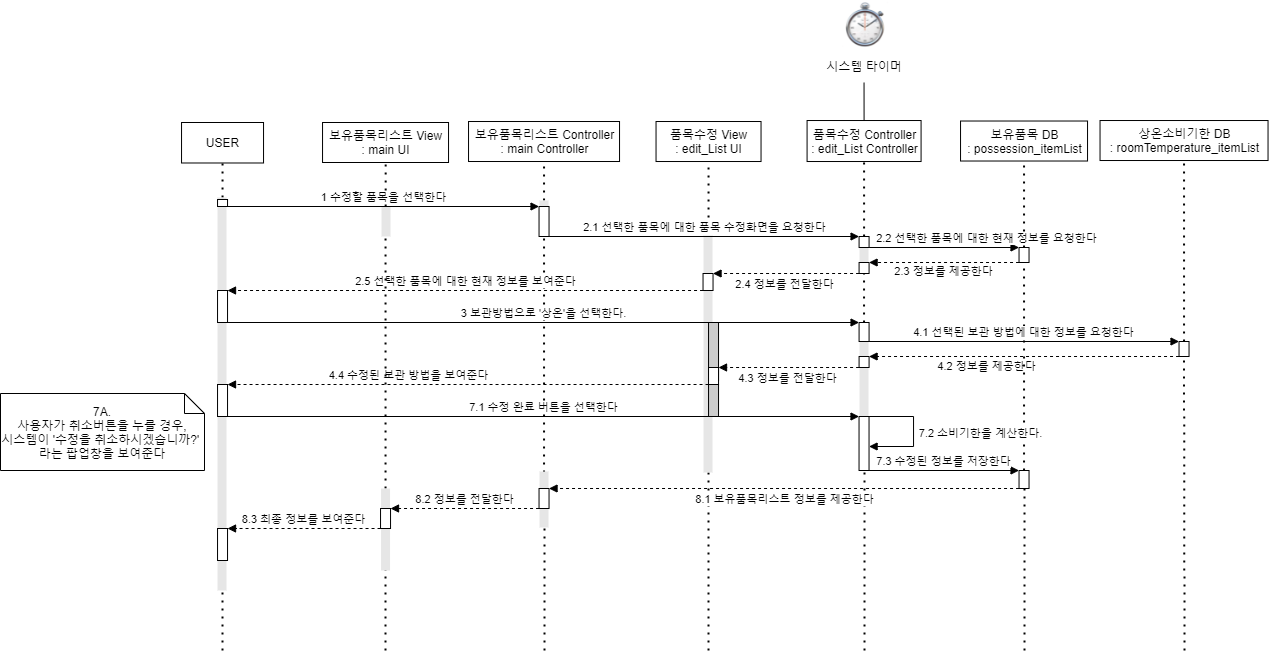 시스템 타이머
USER
보유품목리스트 View
: main UI
보유품목리스트 Controller
: main Controller
품목수정 View
: edit_List UI
품목수정 Controller
: edit_List Controller
보유품목 DB
: possession_itemList
상온소비기한 DB
: roomTemperature_itemList
1 수정할 품목을 선택한다
2.1 선택한 품목에 대한 품목 수정화면을 요청한다
2.2 선택한 품목에 대한 현재 정보를 요청한다
2.3 정보를 제공한다
2.4 정보를 전달한다
2.5 선택한 품목에 대한 현재 정보를 보여준다
3 보관방법으로 '상온'을 선택한다.
4.1 선택된 보관 방법에 대한 정보를 요청한다
4.2 정보를 제공한다
4.3 정보를 전달한다
4.4 수정된 보관 방법을 보여준다
7A.
사용자가 취소버튼을 누를 경우,
시스템이 '수정을 취소하시겠습니까?'
라는 팝업창을 보여준다
7.1 수정 완료 버튼을 선택한다
7.2 소비기한을 계산한다.
7.3 수정된 정보를 저장한다
8.1 보유품목리스트 정보를 제공한다
8.2 정보를 전달한다
8.3 최종 정보를 보여준다